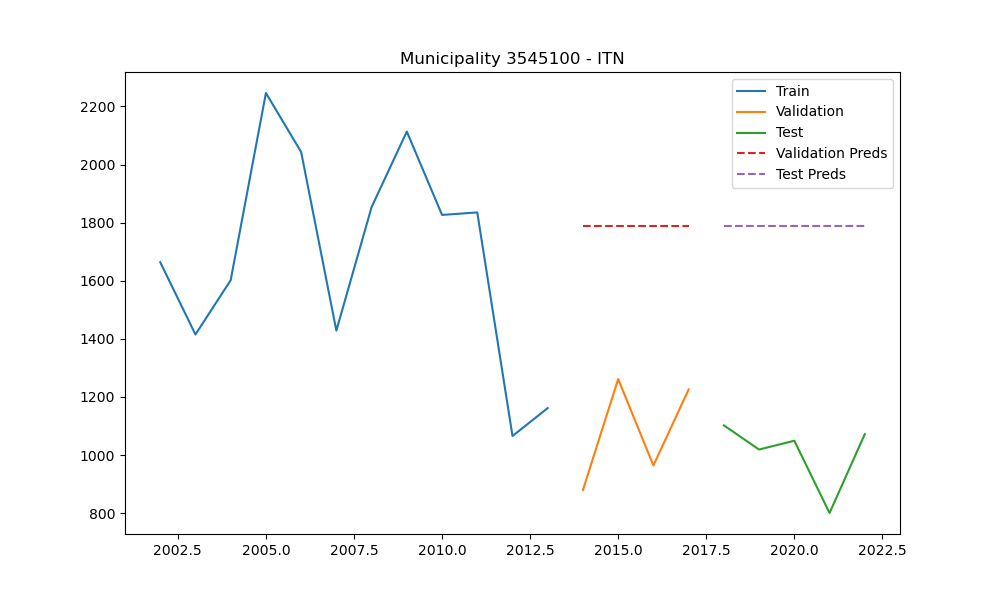 Municipality 3545100 - ITN
Train
Validation
Test
Validation Preds
Test Preds
2200
2000
1800
1600
1400
1200
1000
800
2002.5 2005.0 2007.5 2010.0 2012.5 2015.0 2017.5 2020.0 2022.5